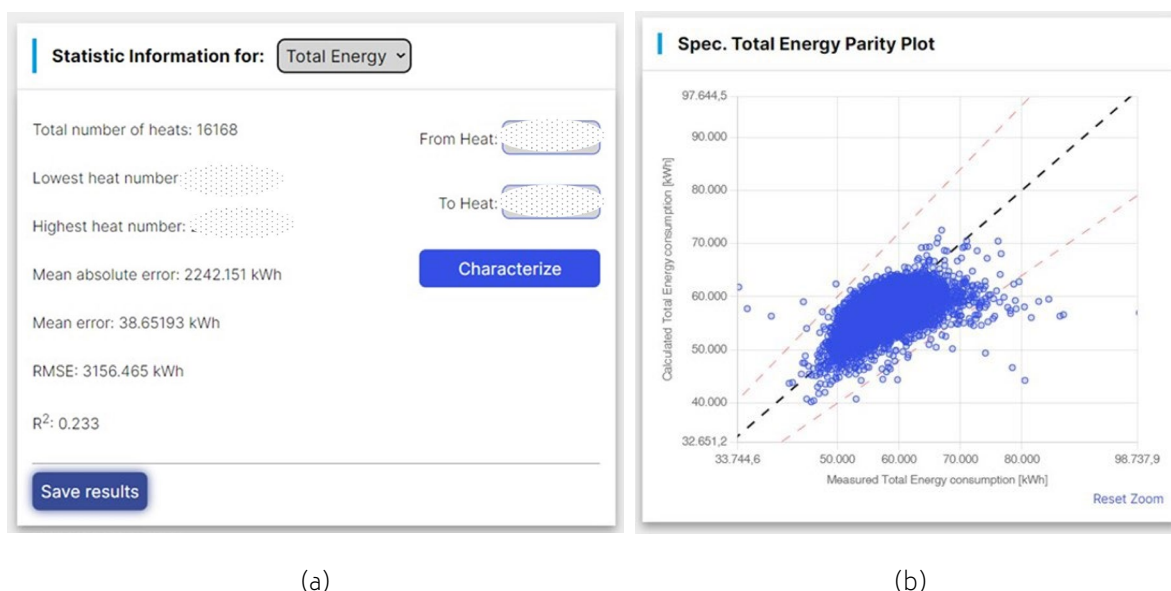 Statistic Information for: Total Energy
Total number of heats: 16168
From Heat:
Lowest heat number
To Heat:
Highest heat number:
Characterize
Mean absolute error: 2242.151 kWh
Mean error: 38.65193 kWh
RMSE: 3156.465 kWh
R²: 0.233
Save results
(a)
Spec. Total Energy Parity Plot
97.644,5
90.000
80.000
70.000
60.000
50.000
40.000
32.651,2
Calculated Total Energy consumption [kWh]
33.744,6 50.000 60.000 70.000 80.000 98.737,9
Measured Total Energy consumption [kWh]
Reset Zoom
(b)